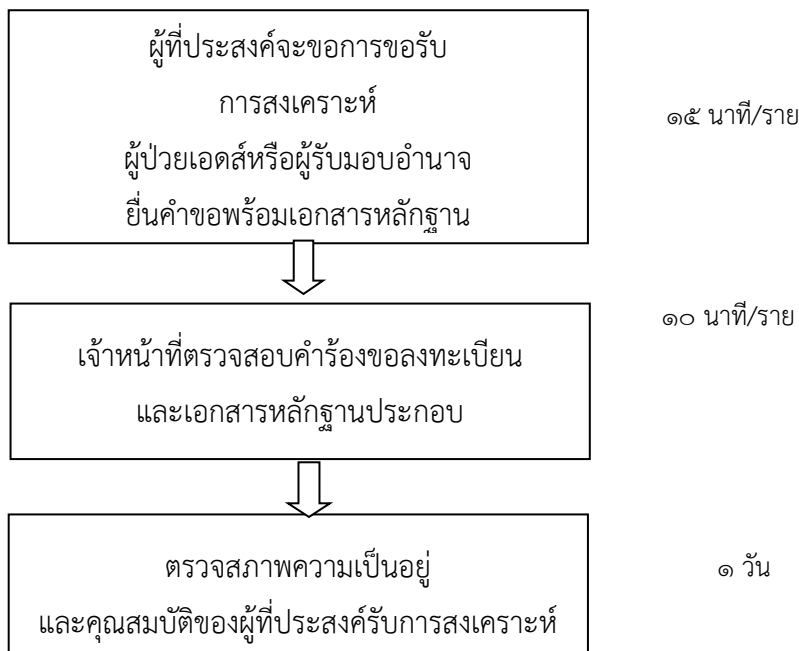 ผู้ที่ประสงค์จะขอการขอรับ
การสงเคราะห์
ผู้ป่วยเอดส์หรือผู้รับมอบอำนาจ
ยื่นคำขอพร้อมเอกสารหลักฐาน
๑๕ นาที/ราย
เจ้าหน้าที่ตรวจสอบคำร้องขอลงทะเบียน
และเอกสารหลักฐานประกอบ
๑๐ นาที/ราย
ตรวจสภาพความเป็นอยู่
และคุณสมบัติของผู้ที่ประสงค์รับการสงเคราะห์
๑ วัน